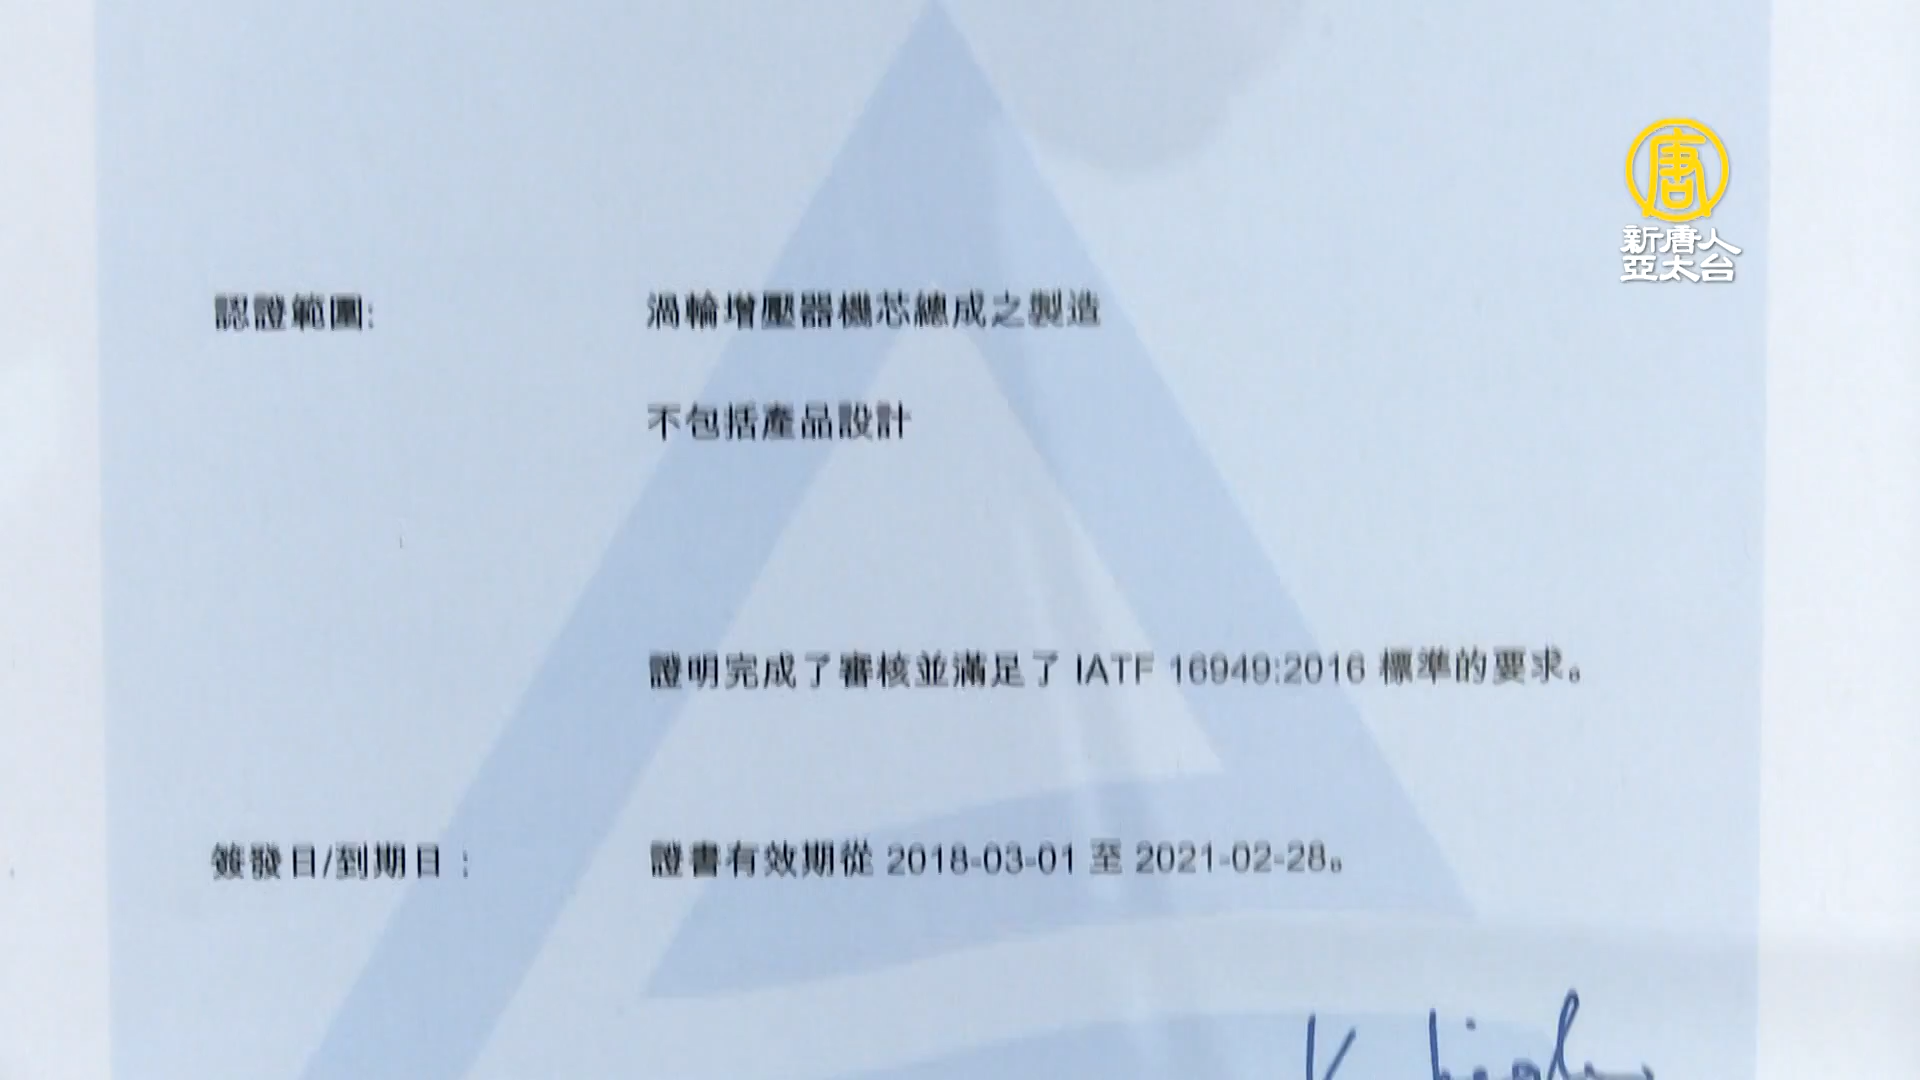 唐
新唐人
亞太台
認證範圍:
渦輪增壓器機芯總成之製造
不包括產品設計
證明完成了審核並滿足了 IATF 16949:2016 標準的要求。
簽發日/到期日：
證書有效期從 2018-03-01 至 2021-02-28。